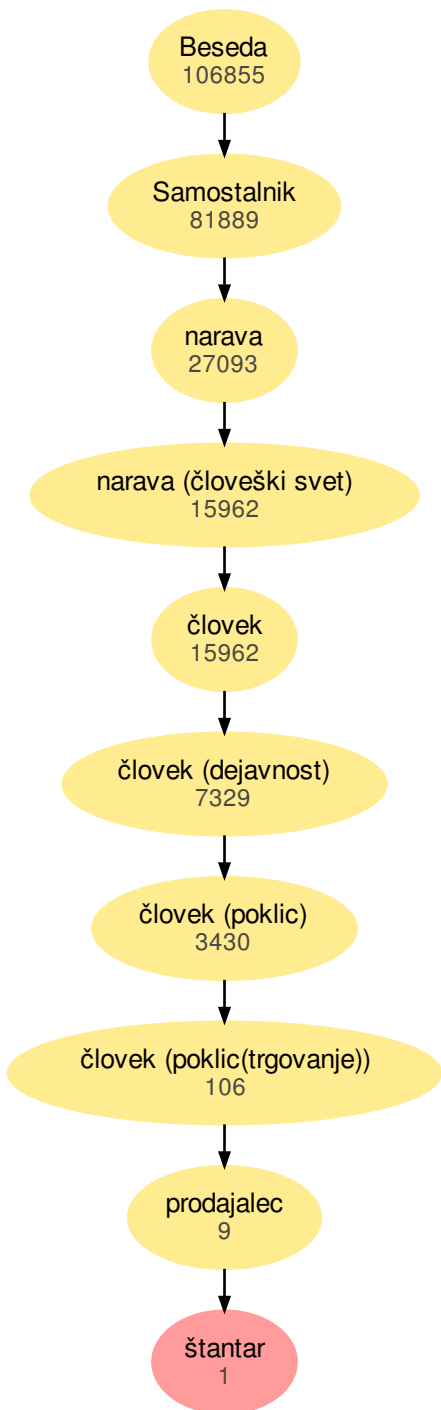 Beseda
106855
Samostalnik
81889
narava
27093
narava (človeški svet)
15962
človek
15962
človek (dejavnost)
7329
človek (poklic)
3430
človek (poklic(trgovanje))
106
prodajalec
9
štantar
1